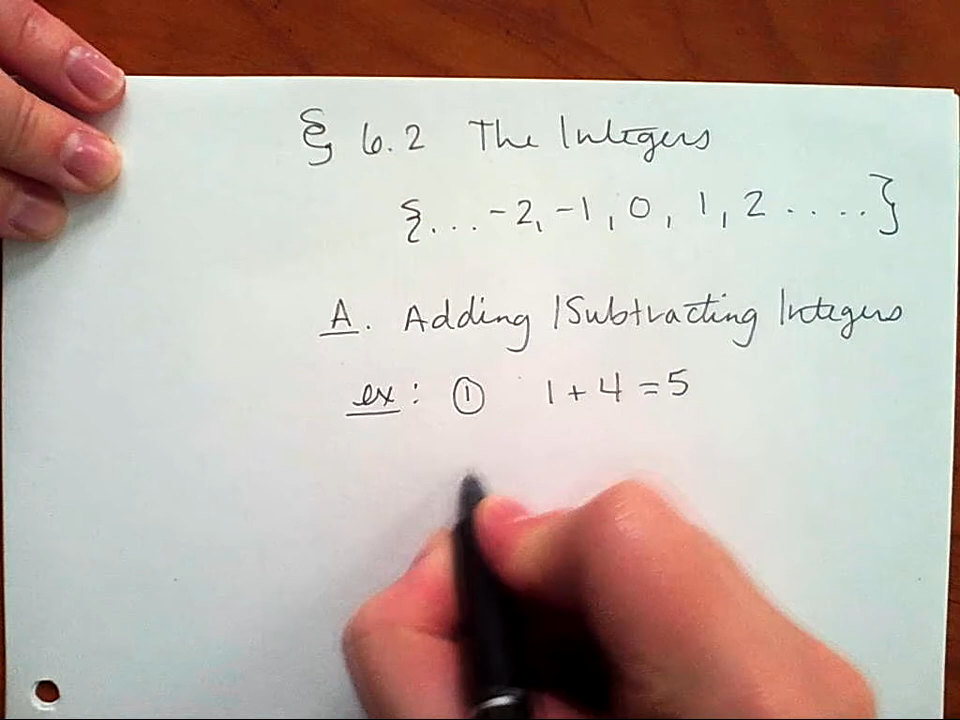 § 6.2 The Integers
{... -2, -1, 0, 1, 2 .....}
A. Adding /Subtracting Integers
ex: ① 1 + 4 = 5